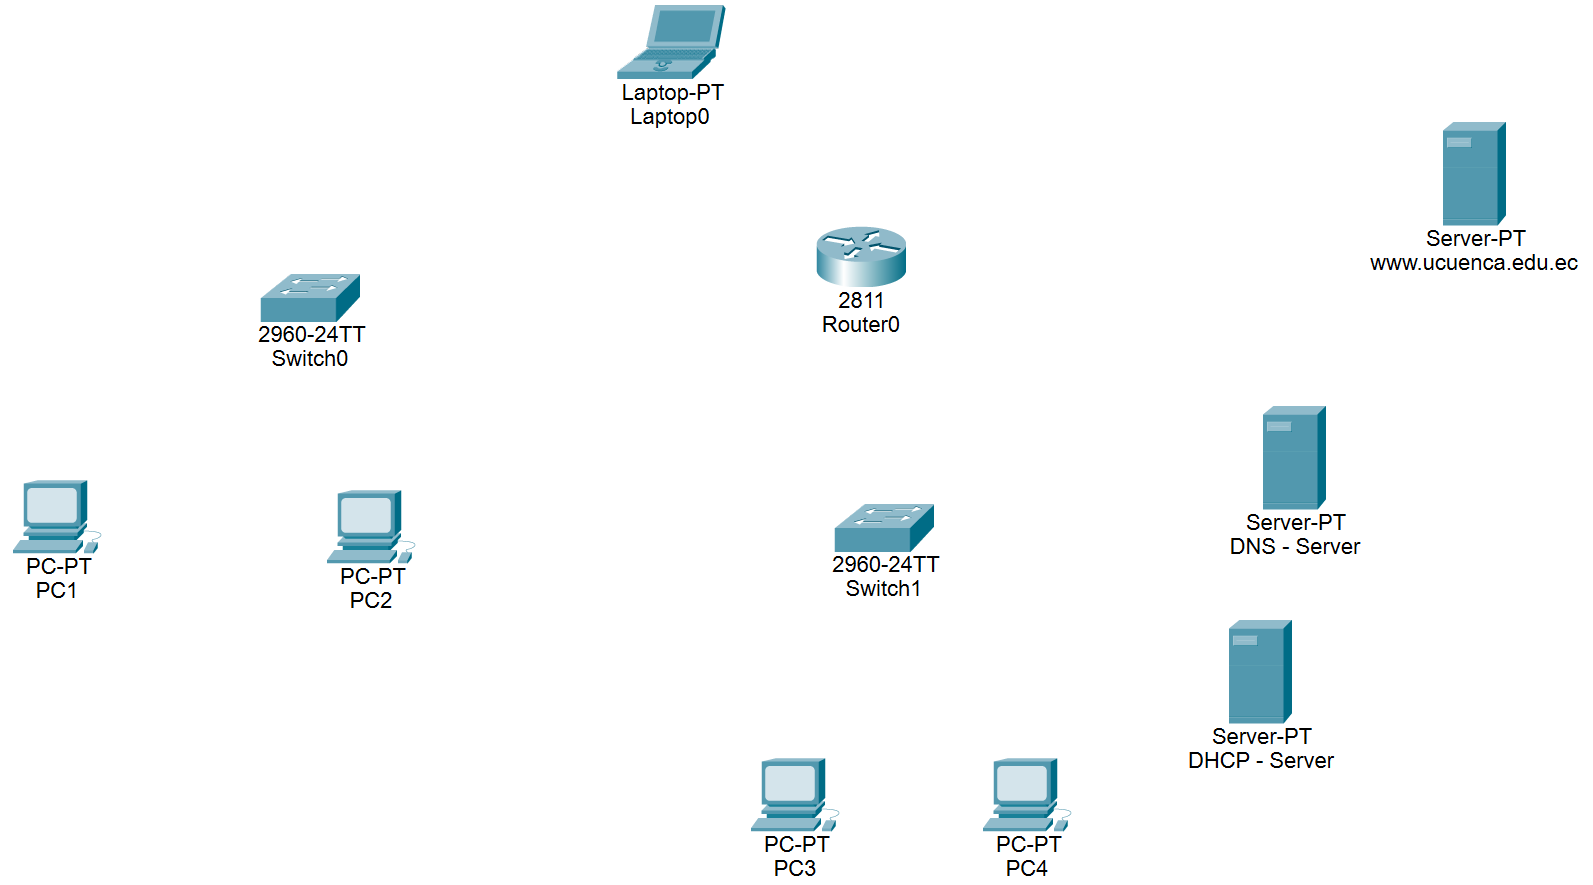 Laptop-PT
Laptop0
Server-PT
www.ucuenca.edu.ec
2811
Router0
2960-24TT
Switch0
Server-PT
DNS - Server
PC-PT
PC1
PC-PT
PC2
2960-24TT
Switch1
Server-PT
DHCP - Server
PC-PT
PC3
PC-PT
PC4